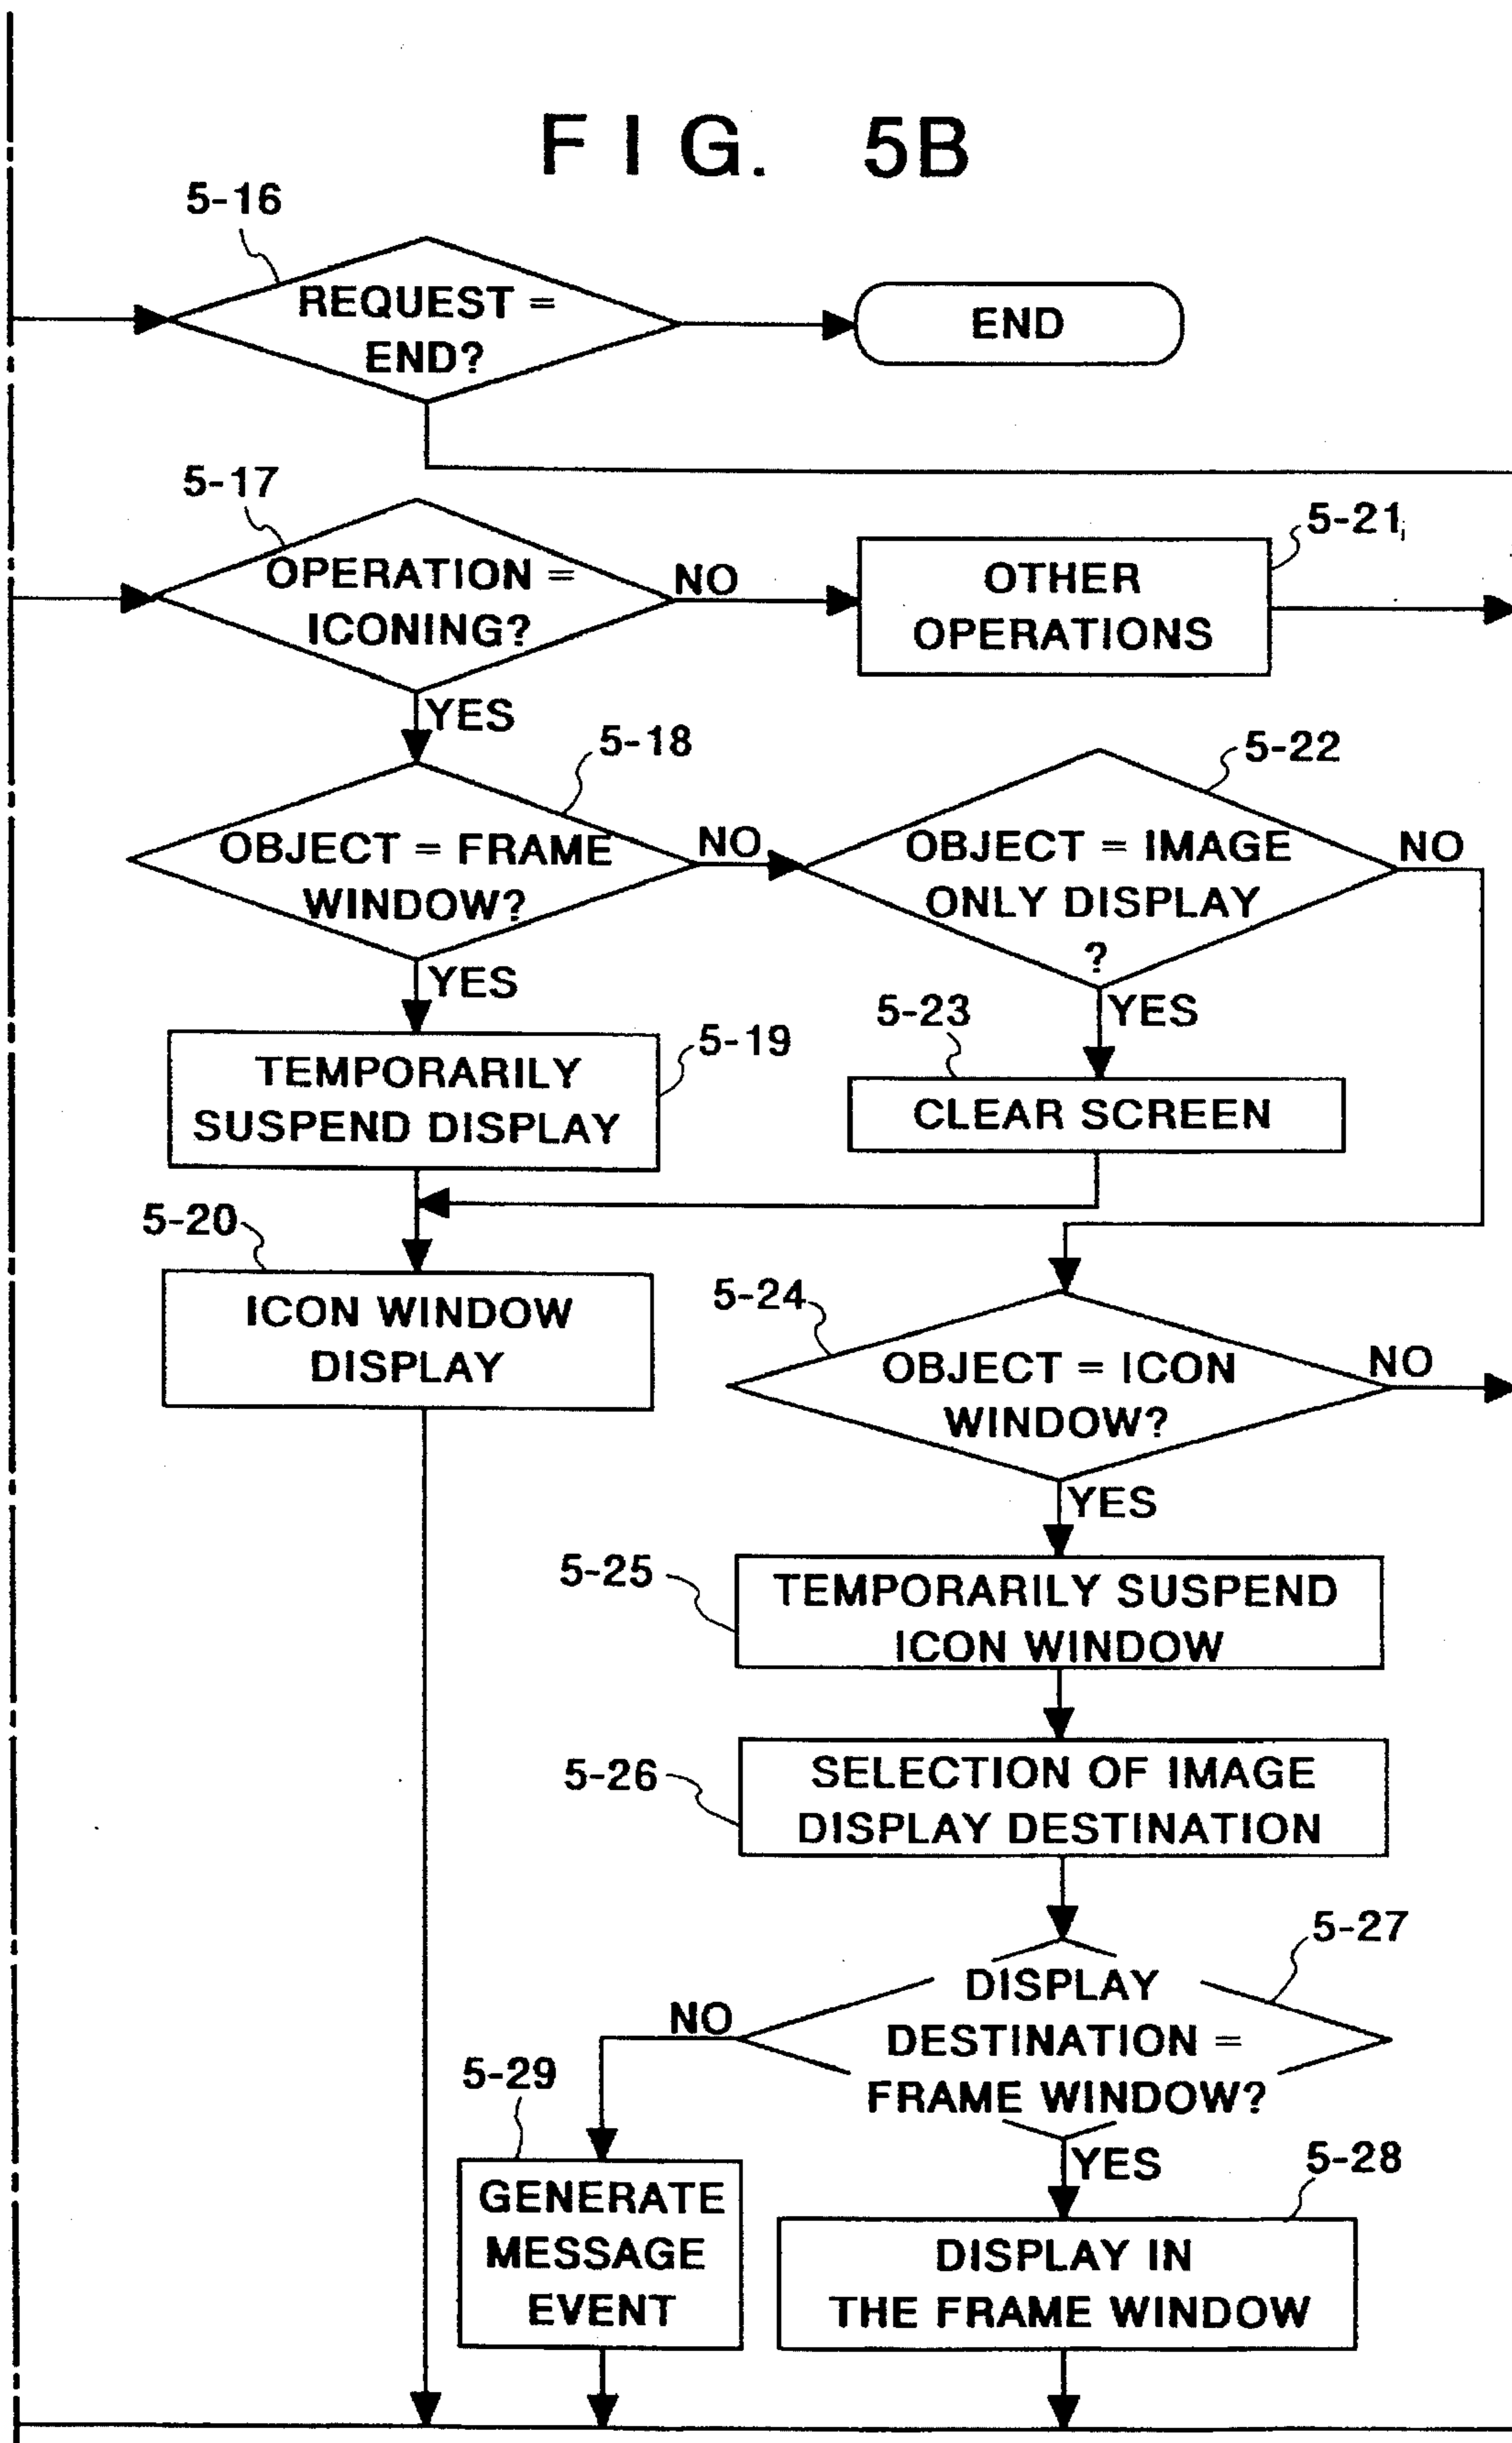 FIG. 5B
5-16
REQUEST =
END?
END
5-17
OPERATION =
ICONING?
NO
5-21
OTHER
OPERATIONS
YES
5-18
OBJECT = FRAME
WINDOW?
NO
5-22
OBJECT = IMAGE
ONLY DISPLAY
?
NO
YES
5-19
TEMPORARILY
SUSPEND DISPLAY
YES
5-23
CLEAR SCREEN
5-20
ICON WINDOW
DISPLAY
5-24
OBJECT = ICON
WINDOW?
NO
YES
5-25
TEMPORARILY SUSPEND
ICON WINDOW
5-26
SELECTION OF IMAGE
DISPLAY DESTINATION
5-27
DISPLAY
DESTINATION =
FRAME WINDOW?
NO
YES
5-29
GENERATE
MESSAGE
EVENT
5-28
DISPLAY IN
THE FRAME WINDOW